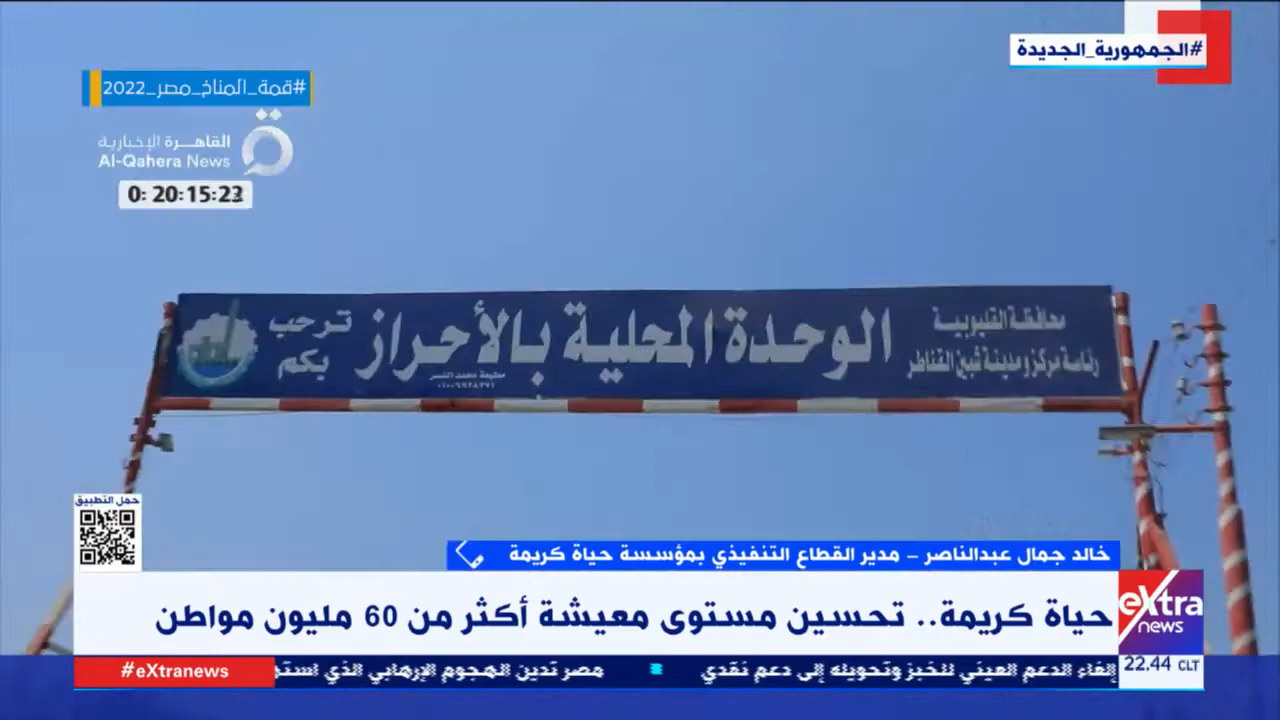 #الجمهورية_الجديدة
#قمة_المناخ_مصر_2022
القاهرة الإخبارية
Al-Qahera News
0: 20:15:23
محافظة القليوبية
رئاسة مركز ومدينة شبين القناطر
الوحدة المحلية بالأحراز
ترحب
بكم
حمل التطبيق
خالد جمال عبدالناصر – مدير القطاع التنفيذي بمؤسسة حياة كريمة
حياة كريمة.. تحسين مستوى معيشة أكثر من 60 مليون مواطن
eXtra
news
22.44 CLT
إلغاء الدعم العيني للخبز وتحويله إلى دعم نقدي
مصر تدين الهجوم الإرهابي الذي
#eXtranews